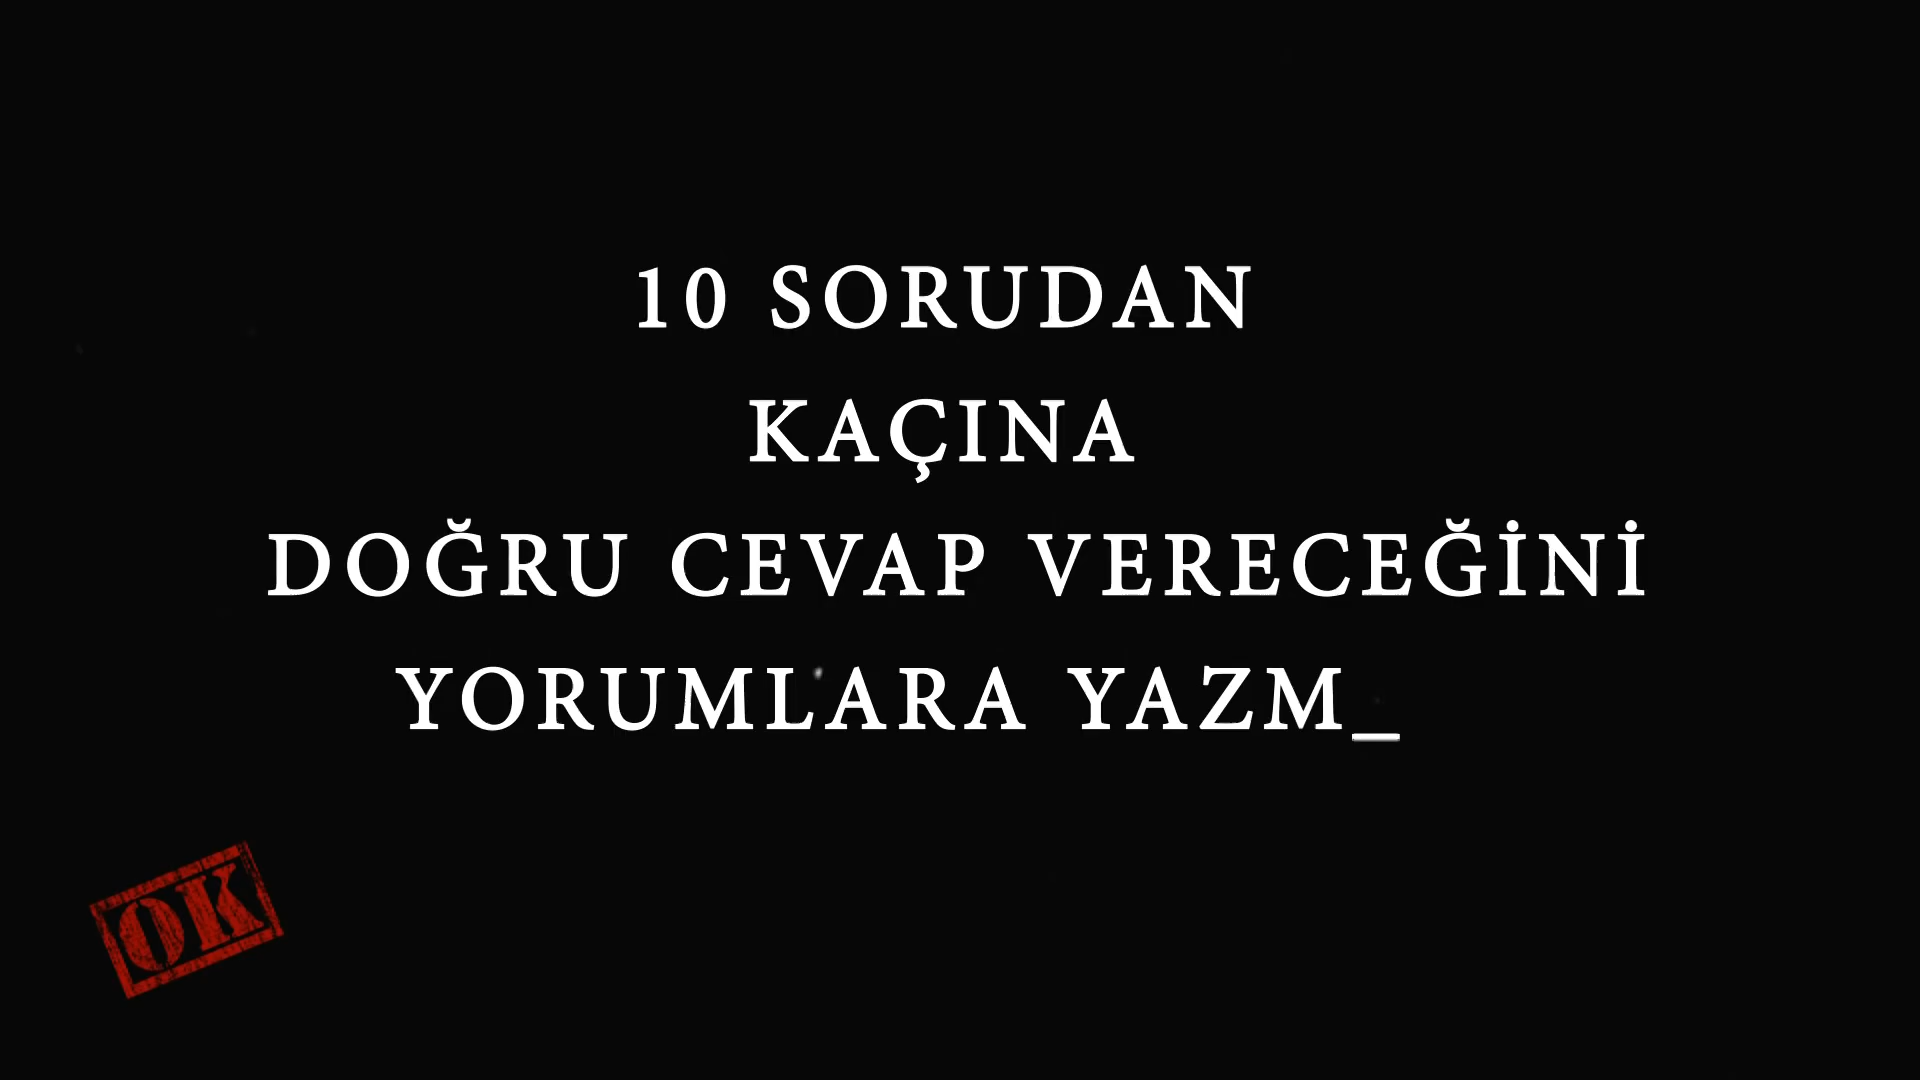 10 SORUDAN
KAÇINA
DOĞRU CEVAP VERECEĞİNİ
YORUMLARA YAZM_
OK